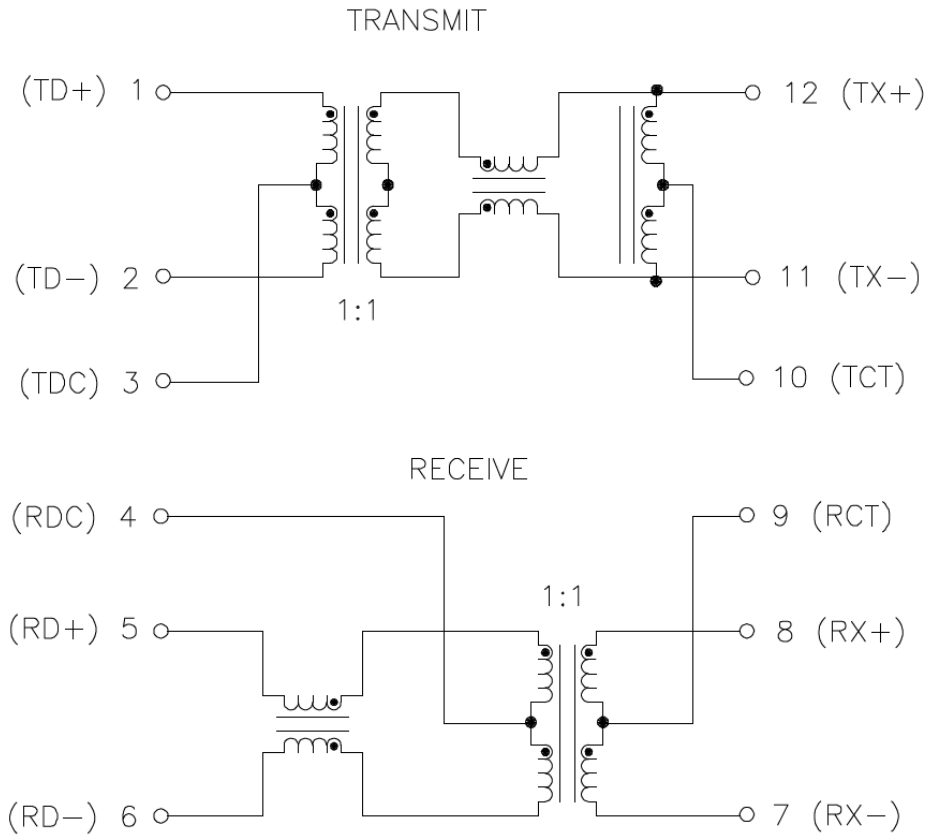 TRANSMIT
(TD+) 1
12 (TX+)
(TD-) 2
11 (TX-)
1:1
(TDC) 3
10 (TCT)
RECEIVE
(RDC) 4
9 (RCT)
1:1
(RD+) 5
8 (RX+)
(RD-) 6
7 (RX-)